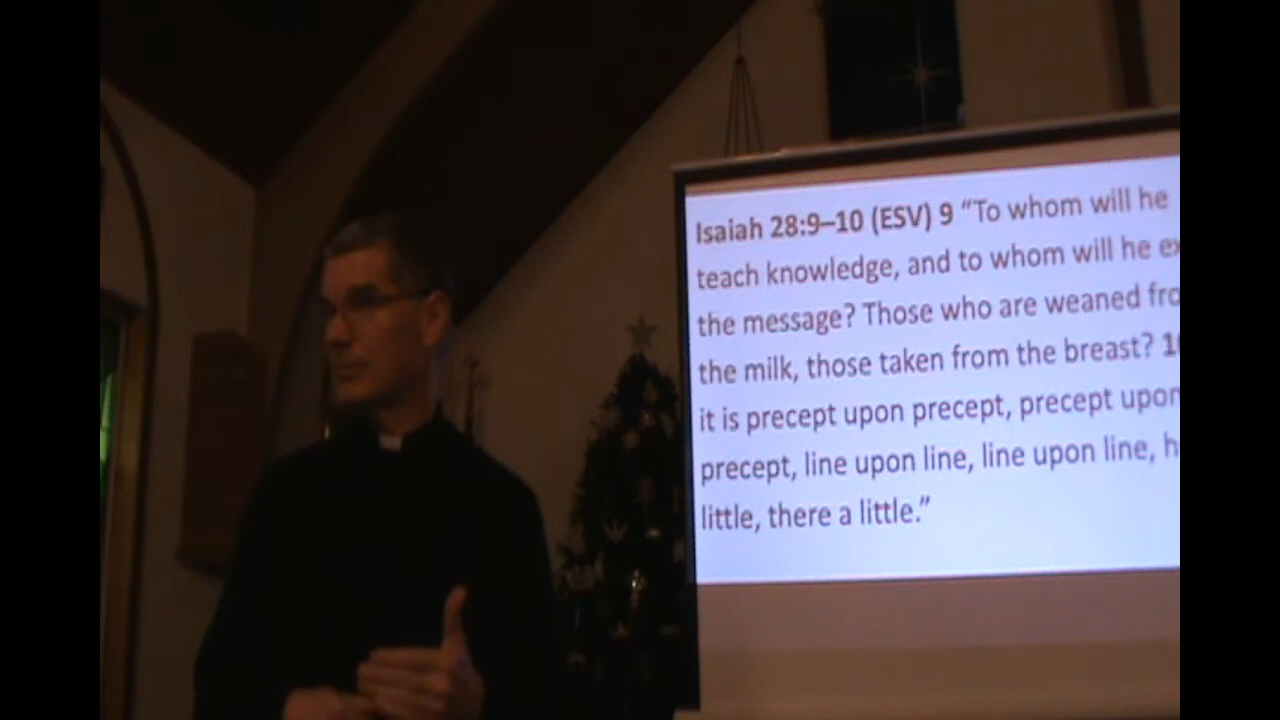 Isaiah 28:9–10 (ESV) 9 “To whom will he
teach knowledge, and to whom will he
the message? Those who are weaned
the milk, those taken from the breast?
it is precept upon precept, precept upon
precept, line upon line, line upon line,
little, there a little.”